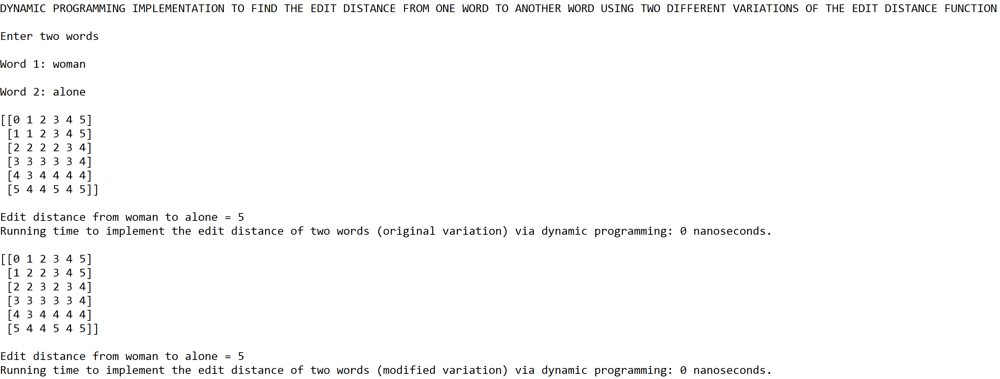 DYNAMIC PROGRAMMING IMPLEMENTATION TO FIND THE EDIT DISTANCE FROM ONE WORD TO ANOTHER WORD USING TWO DIFFERENT VARIATIONS OF THE EDIT DISTANCE FUNCTION
Enter two words
Word 1: woman
Word 2: alone
[[0 1 2 3 4 5]
 [1 1 2 3 4 5]
 [2 2 2 2 3 4]
 [3 3 3 3 3 4]
 [4 3 4 4 4 4]
 [5 4 4 5 4 5]]
Edit distance from woman to alone = 5
Running time to implement the edit distance of two words (original variation) via dynamic programming: 0 nanoseconds.
[[0 1 2 3 4 5]
 [1 2 2 3 4 5]
 [2 2 3 2 3 4]
 [3 3 3 3 3 4]
 [4 3 4 4 4 4]
 [5 4 4 5 4 5]]
Edit distance from woman to alone = 5
Running time to implement the edit distance of two words (modified variation) via dynamic programming: 0 nanoseconds.